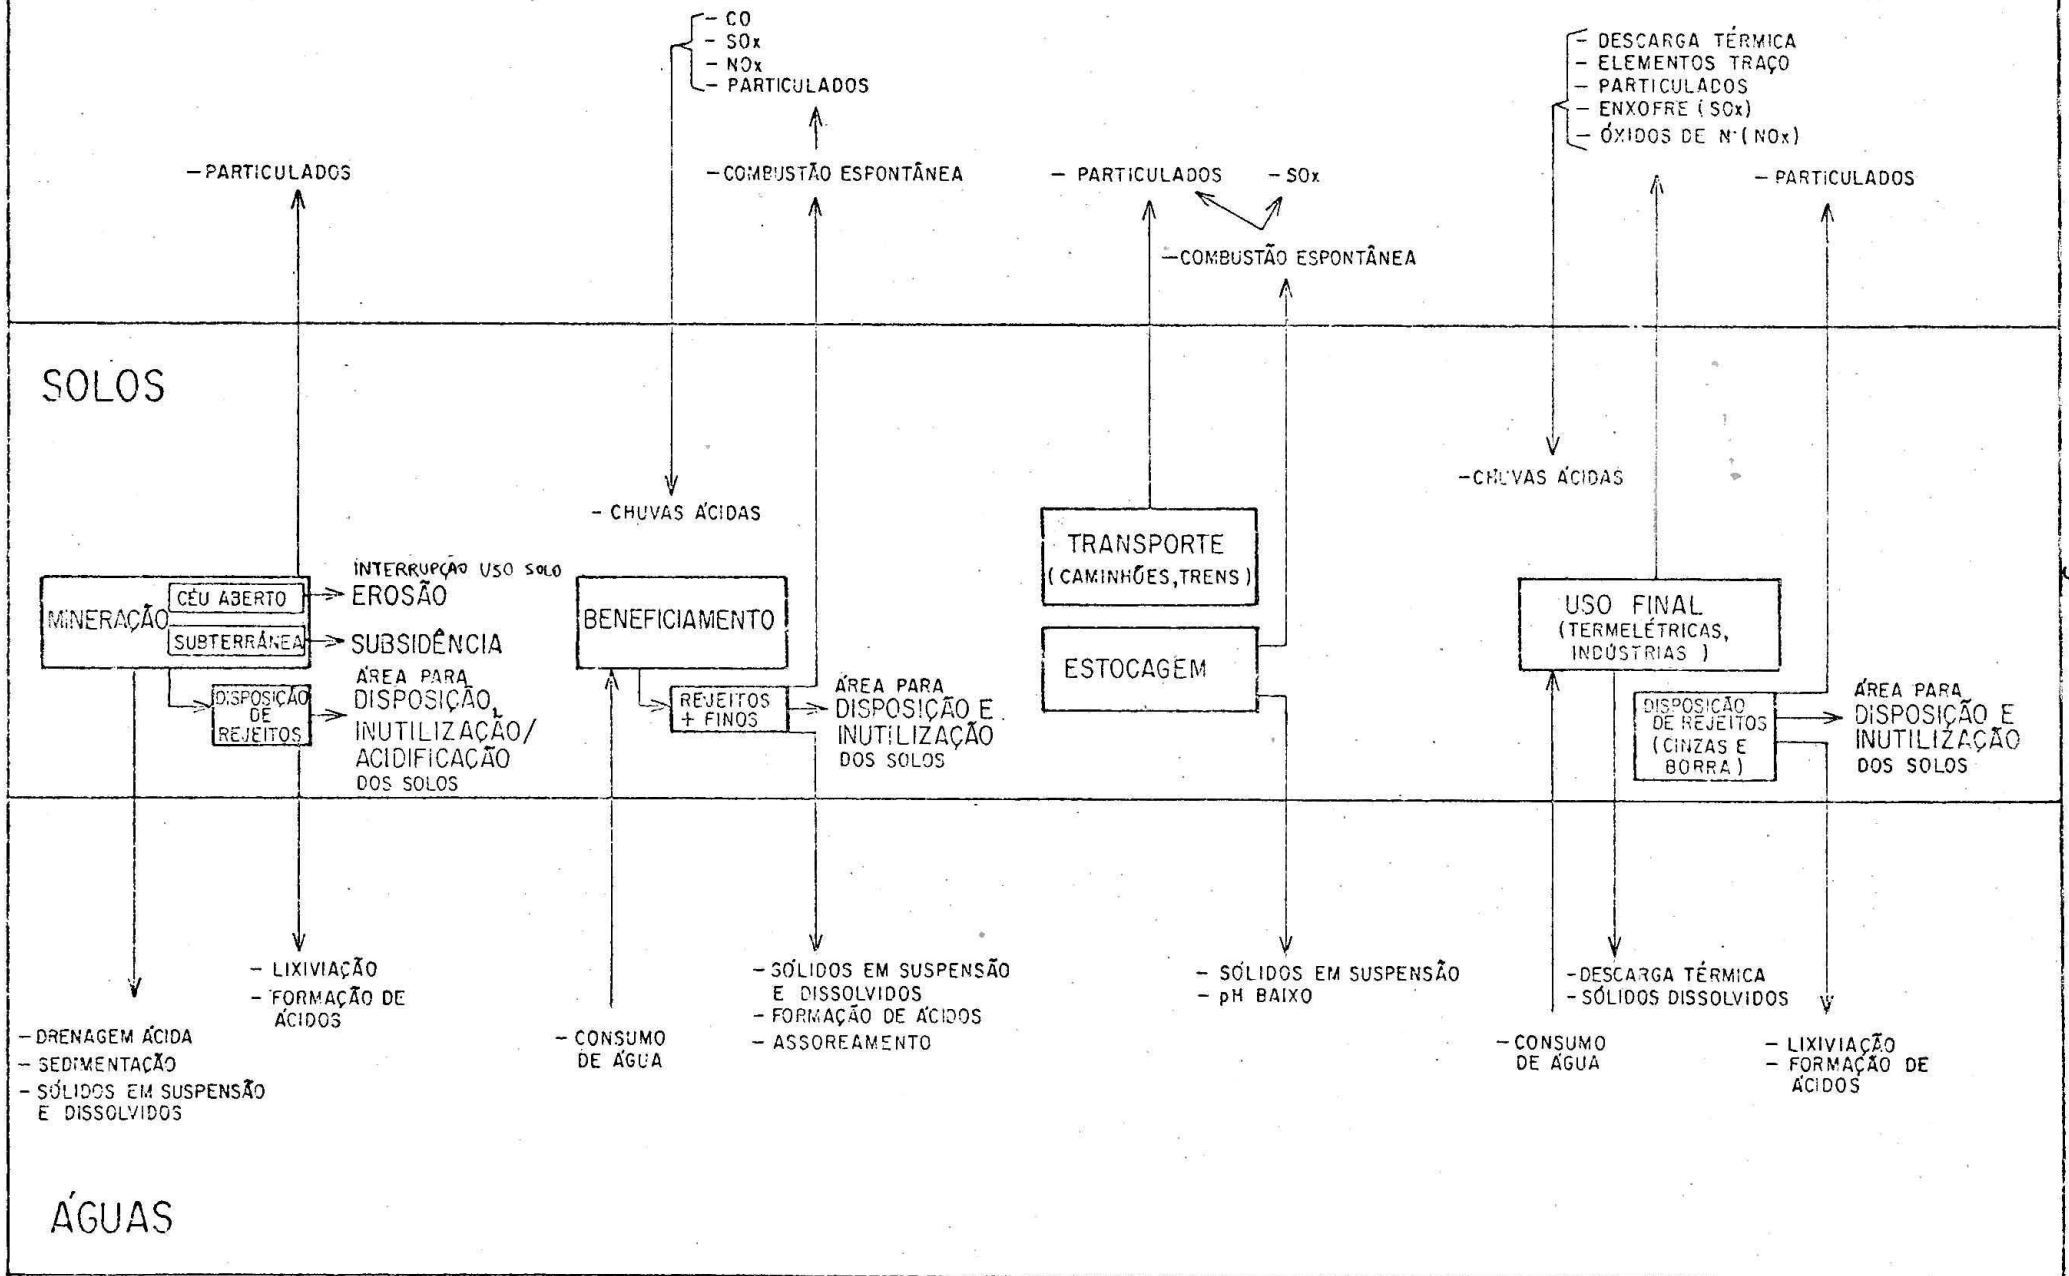 - CO
- SOx
- NOx
- PARTICULADOS
- DESCARGA TÉRMICA
- ELEMENTOS TRAÇO
- PARTICULADOS
- ENXOFRE (SOx)
- ÓXIDOS DE N (NOx)
- PARTICULADOS
- COMBUSTÃO ESPONTÂNEA
- PARTICULADOS
- SOx
- PARTICULADOS
- COMBUSTÃO ESPONTÂNEA
SOLOS
- CHUVAS ÁCIDAS
- CHUVAS ÁCIDAS
MINERAÇÃO
CÉU ABERTO
SUBTERRÂNEA
INTERRUPÇÃO USO SOLO
EROSÃO
SUBSIDÊNCIA
DISPOSIÇÃO
DE
REJEITOS
ÁREA PARA
DISPOSIÇÃO,
INUTILIZAÇÃO/
ACIDIFICAÇÃO
DOS SOLOS
BENEFICIAMENTO
REJEITOS
+ FINOS
ÁREA PARA
DISPOSIÇÃO E
INUTILIZAÇÃO
DOS SOLOS
TRANSPORTE
(CAMINHÕES, TRENS)
ESTOCAGEM
USO FINAL
(TERMELÉTRICAS,
INDÚSTRIAS )
DISPOSIÇÃO
DE REJEITOS
(CINZAS E
BORRA)
ÁREA PARA
DISPOSIÇÃO E
INUTILIZAÇÃO
DOS SOLOS
- DRENAGEM ÁCIDA
- SEDIMENTAÇÃO
- SÓLIDOS EM SUSPENSÃO
E DISSOLVIDOS
- LIXIVIAÇÃO
- FORMAÇÃO DE
ÁCIDOS
- CONSUMO
DE ÁGUA
- SÓLIDOS EM SUSPENSÃO
E DISSOLVIDOS
- FORMAÇÃO DE ÁCIDOS
- ASSOREAMENTO
- SÓLIDOS EM SUSPENSÃO
- pH BAIXO
- CONSUMO
DE ÁGUA
- DESCARGA TÉRMICA
- SÓLIDOS DISSOLVIDOS
- LIXIVIAÇÃO
- FORMAÇÃO DE
ÁCIDOS
ÁGUAS